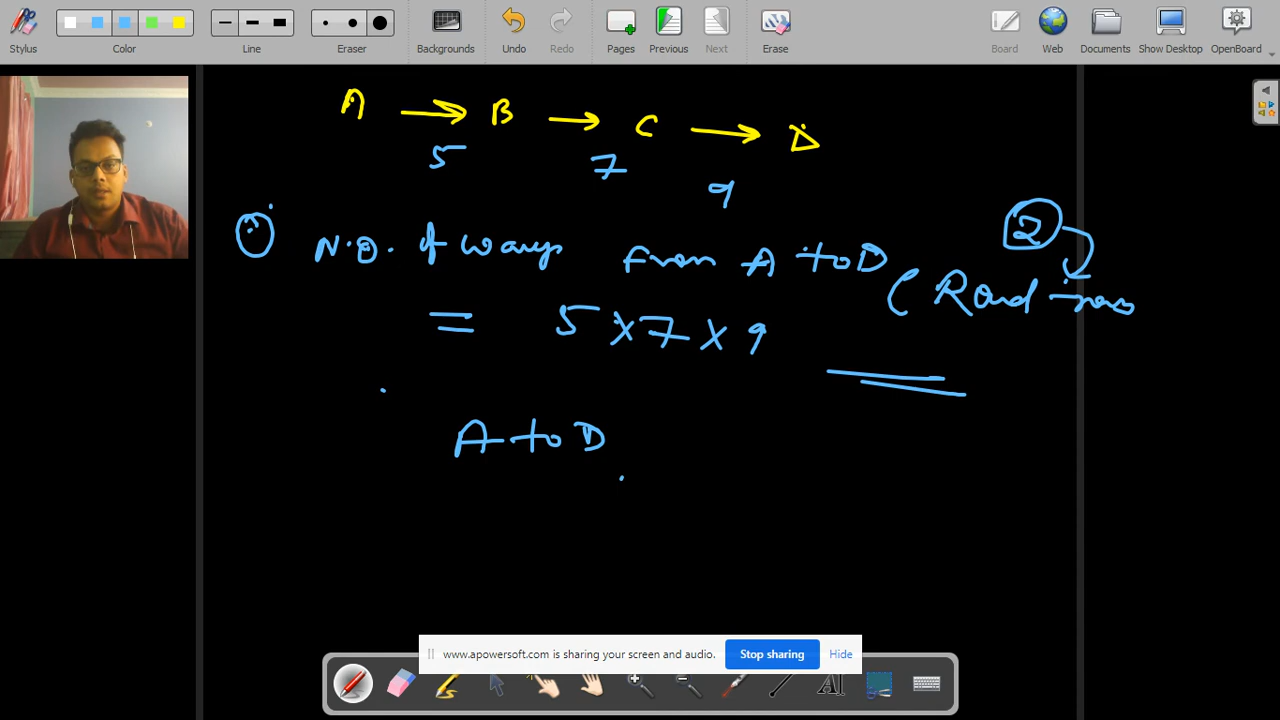 Stylus Color Line Eraser Backgrounds Undo Redo Pages Previous Next Erase Board Web Documents Show Desktop OpenBoard
A → B → C → D
5 7 9
① N.O. of ways from A to D
②
(Round
= 5 x 7 x 9
A to D
www.apowersoft.com is sharing your screen and audio. Stop sharing Hide
AI